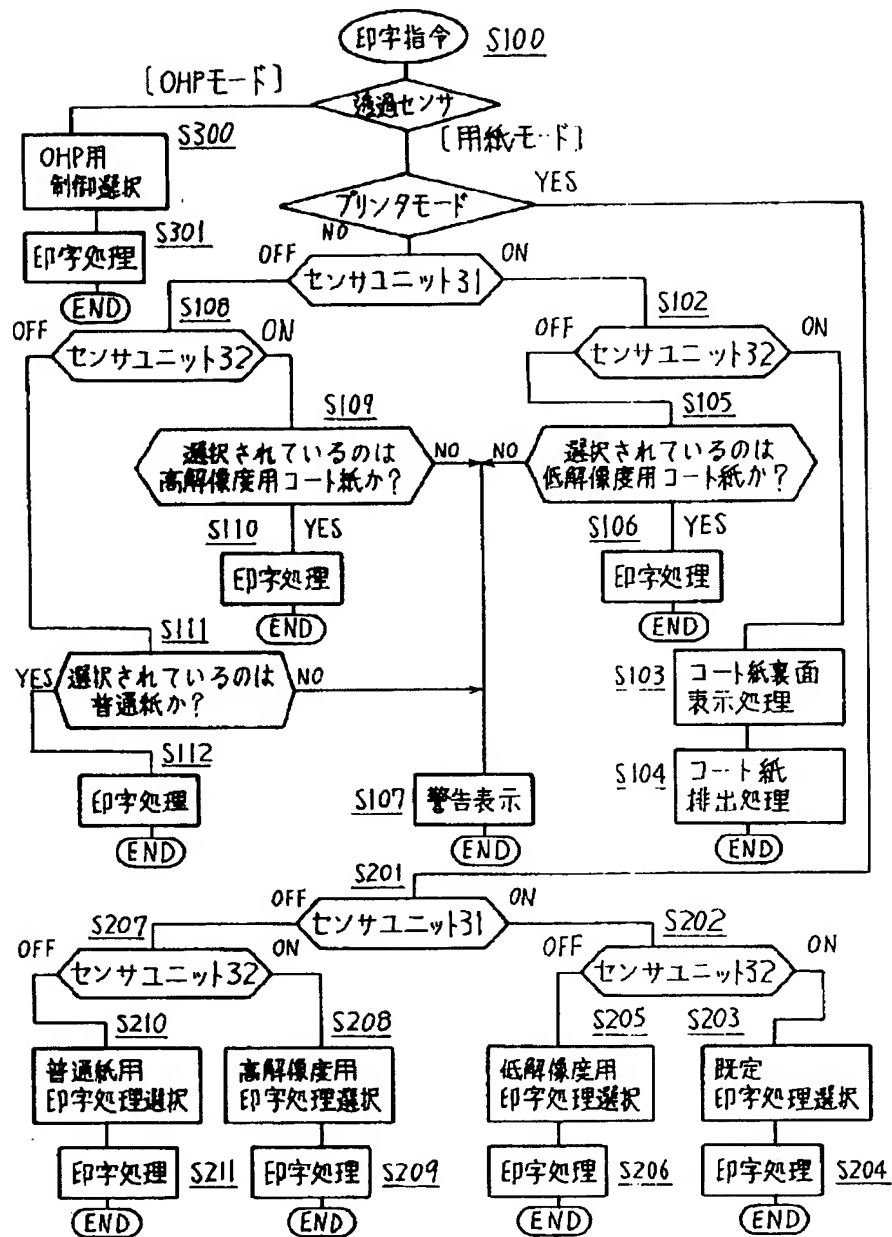 印字指令 S100
[OHPモード]
透過センサ
[用紙モード]
S300
OHP用
制御選択
プリンタモード
YES
NO
S301
印字処理
END
OFF
センサユニット31
ON
S108
OFF
センサユニット32
ON
S102
OFF
センサユニット32
ON
S109
選択されているのは
高解像度用コート紙か?
NO
S105
NO
選択されているのは
低解像度用コート紙か?
S110
YES
印字処理
END
S106
YES
印字処理
END
S111
YES
選択されているのは
普通紙か?
NO
S103
コート紙裏面
表示処理
S112
印字処理
END
S107
警告表示
END
S104
コート紙
排出処理
END
S201
OFF
センサユニット31
ON
S207
OFF
センサユニット32
ON
S202
OFF
センサユニット32
ON
S210
普通紙用
印字処理選択
S208
高解像度用
印字処理選択
S205
低解像度用
印字処理選択
S203
既定
印字処理選択
印字処理
S211
END
印字処理
S209
END
印字処理
S206
END
印字処理
S204
END